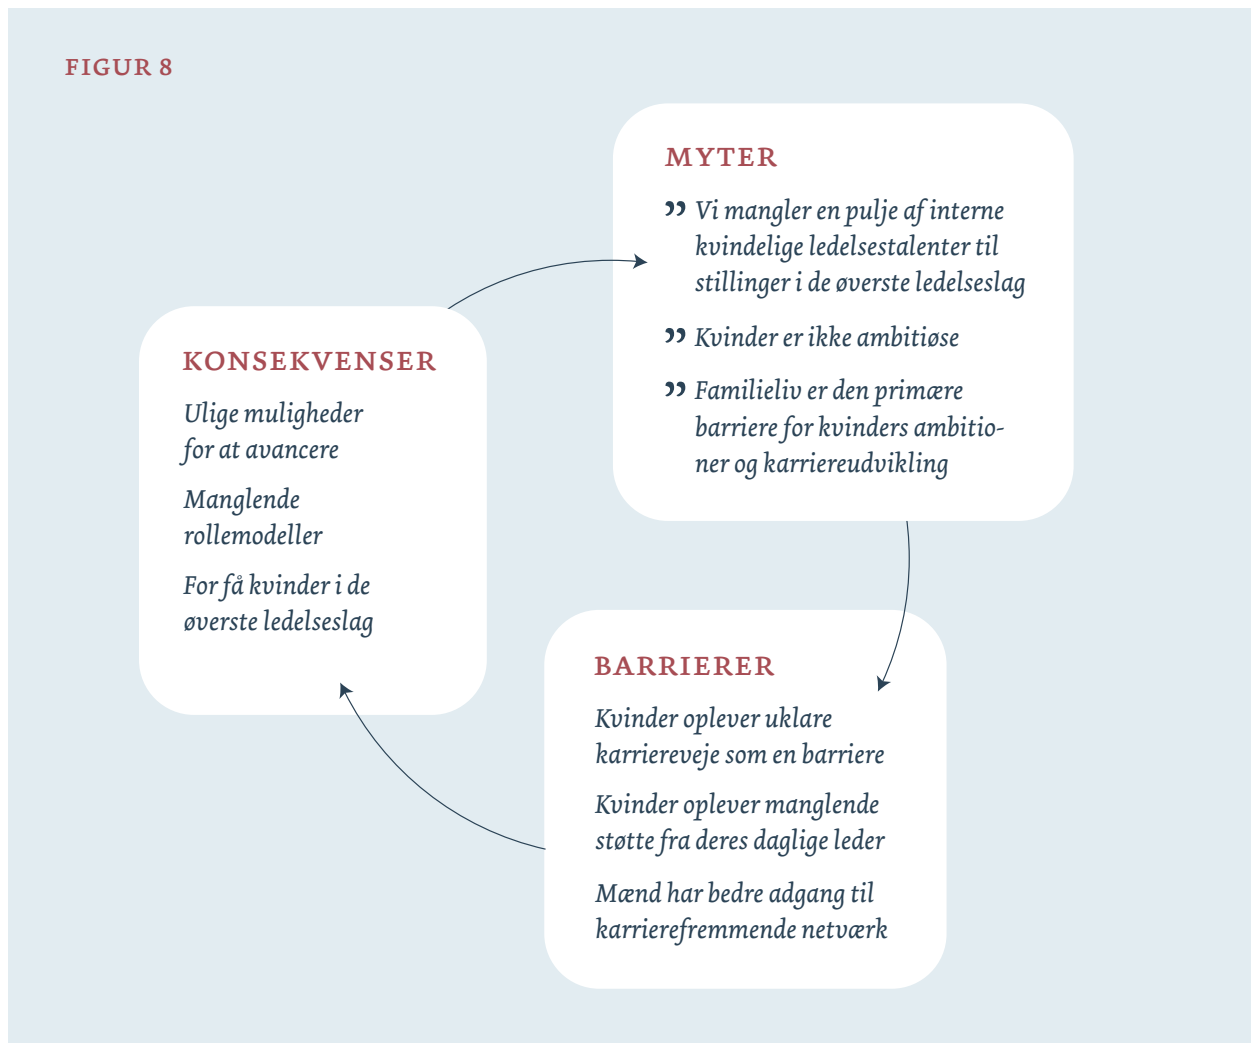 FIGUR 8
MYTER
” Vi mangler en pulje af interne
kvindelige ledelsestalenter til
stillinger i de øverste ledelseslag
” Kvinder er ikke ambitiøse
” Familieliv er den primære
barriere for kvinders ambitio-
ner og karriereudvikling
KONSEKVENSER
Ulige muligheder
for at avancere
Manglende
rollemodeller
For få kvinder i de
øverste ledelseslag
BARRIERER
Kvinder oplever uklare
karriereveje som en barriere
Kvinder oplever manglende
støtte fra deres daglige leder
Mænd har bedre adgang til
karrierefremmende netværk